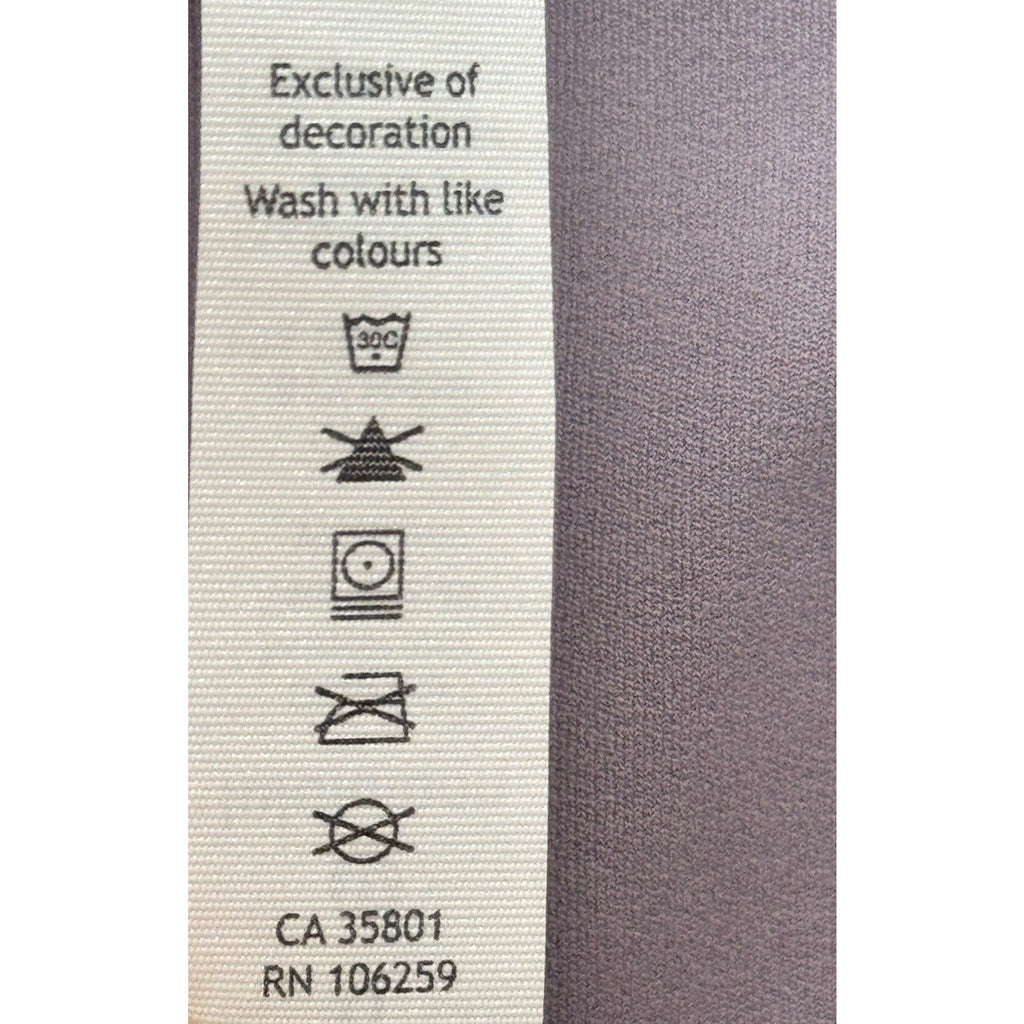 Exclusive of
decoration
Wash with like
colours
30C
CA 35801
RN 106259